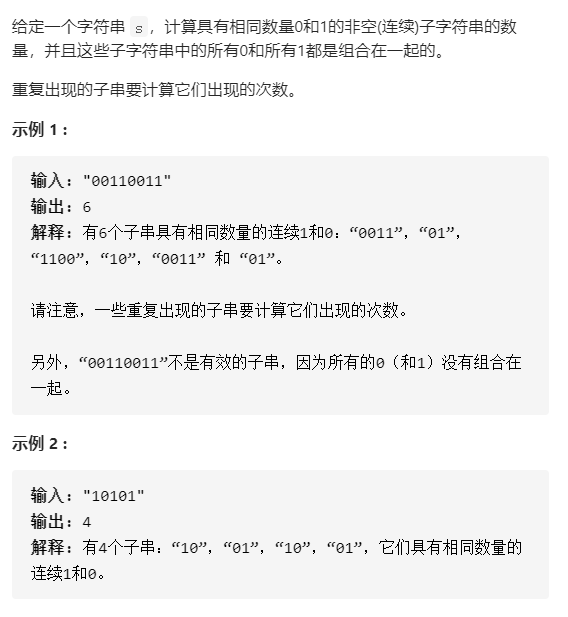 给定一个字符串 s，计算具有相同数量0和1的非空(连续)子字符串的数
量，并且这些子字符串中的所有0和所有1都是组合在一起的。
重复出现的子串要计算它们出现的次数。
示例 1 :
输入: "00110011"
输出: 6
解释: 有6个子串具有相同数量的连续1和0：“0011”，“01”，
“1100”，“10”，“0011” 和 “01”。
请注意，一些重复出现的子串要计算它们出现的次数。
另外，“00110011”不是有效的子串，因为所有的0（和1）没有组合在
一起。
示例 2 :
输入: "10101"
输出: 4
解释: 有4个子串：“10”，“01”，“10”，“01”，它们具有相同数量的
连续1和0。